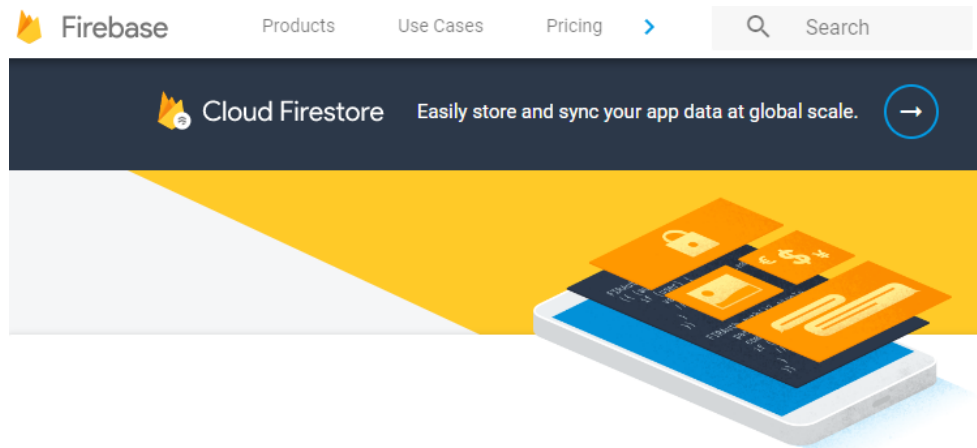 Firebase Products Use Cases Pricing Search
Cloud Firestore Easily store and sync your app data at global scale.